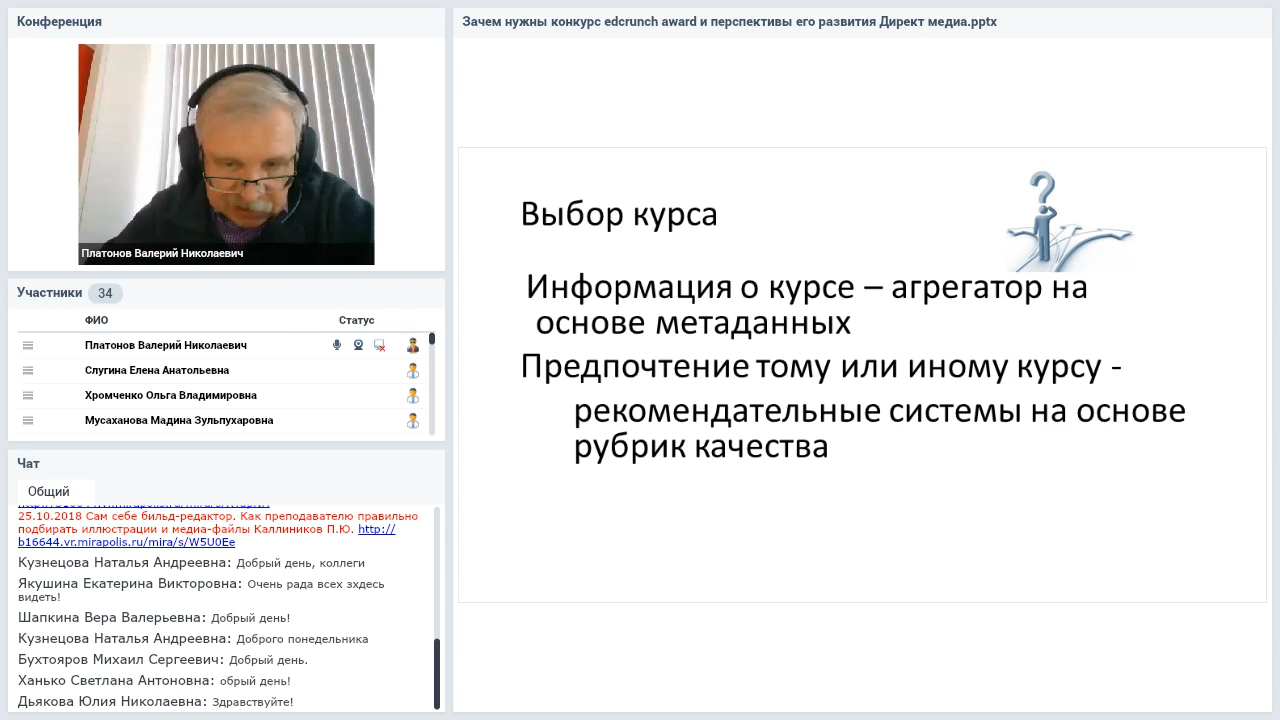 Конференция
Платонов Валерий Николаевич
Участники 34
ФИО Статус
Платонов Валерий Николаевич
Слугина Елена Анатольевна
Хромченко Ольга Владимировна
Мусаханова Мадина Зульпухаровна
Чат
Общий
25.10.2018 Сам себе бильд-редактор. Как преподавателю правильно
подбирать иллюстрации и медиа-файлы Каллиников П.Ю. http://
b16644.vr.mirapolis.ru/mira/s/W5U0Ee
Кузнецова Наталья Андреевна: Добрый день, коллеги
Якушина Екатерина Викторовна: Очень рада всех зхдесь
видеть!
Шапкина Вера Валерьевна: Добрый день!
Кузнецова Наталья Андреевна: Доброго понедельника
Бухтояров Михаил Сергеевич: Добрый день.
Ханько Светлана Антоновна: обрый день!
Дьякова Юлия Николаевна: Здравствуйте!
Зачем нужны конкурс edcrunch award и перспективы его развития Директ медиа.pptx
Выбор курса
Информация о курсе – агрегатор на
основе метаданных
Предпочтение тому или иному курсу -
рекомендательные системы на основе
рубрик качества